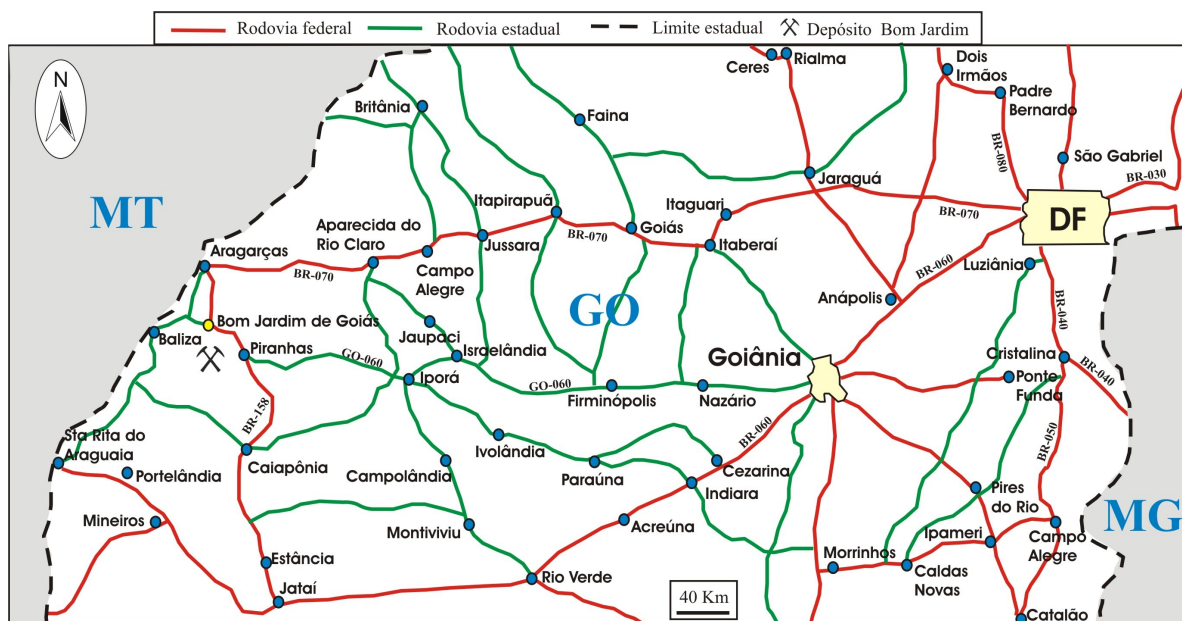 Rodovia federal
Rodovia estadual
Limite estadual
Depósito Bom Jardim
N
MT
GO
DF
MG
Ceres
Rialma
Dois
Irmãos
Padre
Bernardo
Britânia
Faina
BR-080
São Gabriel
BR-030
Jaraguá
Itapirapuã
Itaguari
BR-070
Aparecida do
Rio Claro
Jussara
BR-070
Goiás
Itaberaí
Aragarças
BR-070
Campo
Alegre
BR-060
Luziânia
Anápolis
BR-040
Bom Jardim de Goiás
Baliza
Jaupaci
Piranhas
GO-060
Israelândia
Goiânia
Cristalina
BR-040
Iporá
GO-060
Firminópolis
Nazário
Ponte
Funda
BR-158
BR-060
BR-050
Sta Rita do
Araguaia
Ivolândia
Portelândia
Caiapônia
Campolândia
Paraúna
Cezarina
Indiara
Pires
do Rio
Mineiros
Montiviviu
Acreúna
Ipameri
Campo
Alegre
Estância
Morrinhos
Jataí
Rio Verde
Caldas
Novas
40 Km
Catalão